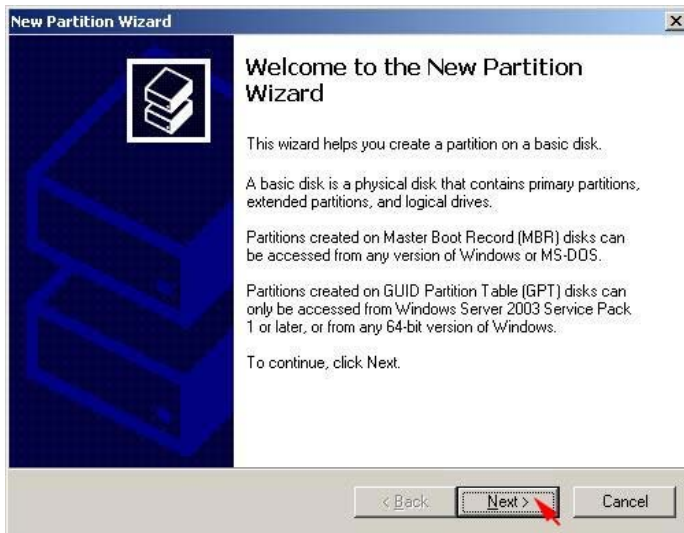 New Partition Wizard
Welcome to the New Partition
Wizard
This wizard helps you create a partition on a basic disk.
A basic disk is a physical disk that contains primary partitions,
extended partitions, and logical drives.
Partitions created on Master Boot Record (MBR) disks can
be accessed from any version of Windows or MS-DOS.
Partitions created on GUID Partition Table (GPT) disks can
only be accessed from Windows Server 2003 Service Pack
1 or later, or from any 64-bit version of Windows.
To continue, click Next.
< Back Next > Cancel